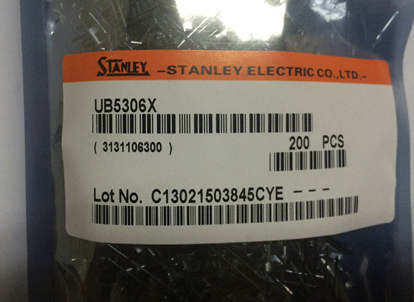 STANLEY -STANLEY ELECTRIC CO.,LTD.-
UB5306X
( 3131106300 ) 200 PCS
Lot No. C13021503845CYE - - -